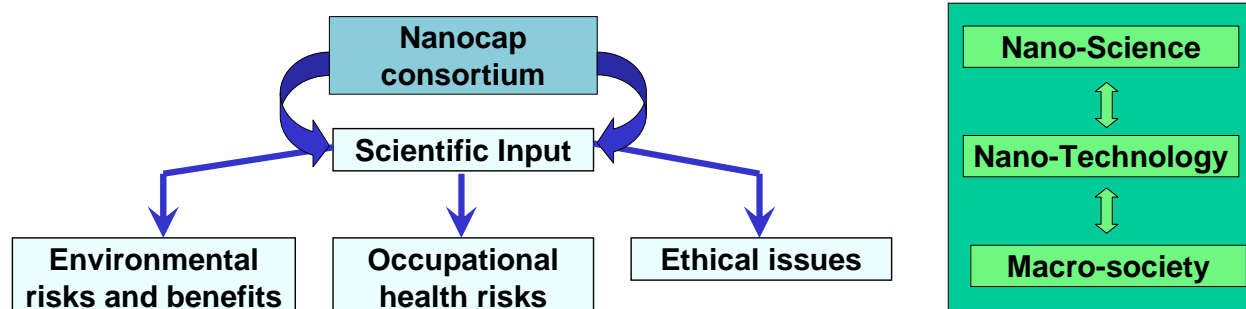 Nanocap
consortium
Scientific Input
Environmental
risks and benefits
Occupational
health risks
Ethical issues
Nano-Science
Nano-Technology
Macro-society